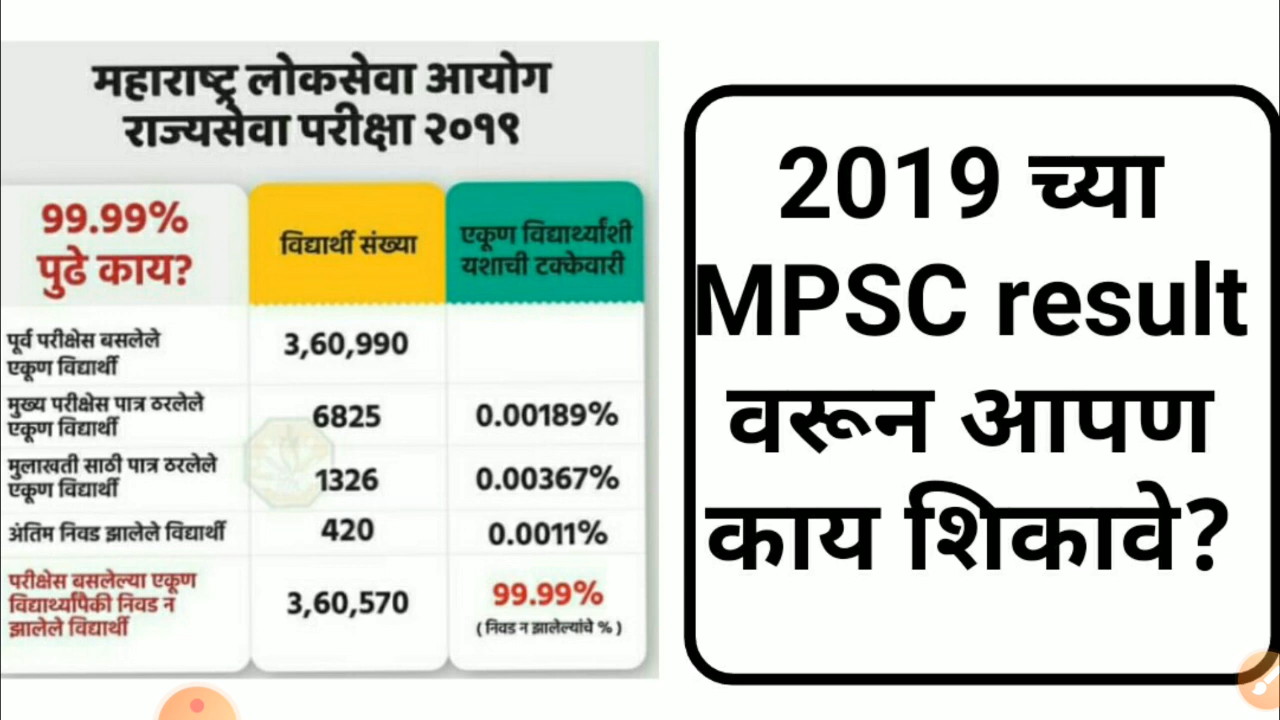 महाराष्ट्र लोकसेवा आयोग
राज्यसेवा परीक्षा २०१९
99.99%
पुढे काय?
विद्यार्थी संख्या
एकूण विद्यार्थ्यांशी
यशाची टक्केवारी
पूर्व परीक्षेस बसलेले
एकूण विद्यार्थी
3,60,990
मुख्य परीक्षेस पात्र ठरलेले
एकूण विद्यार्थी
6825
0.00189%
मुलाखती साठी पात्र ठरलेले
एकूण विद्यार्थी
1326
0.00367%
अंतिम निवड झालेले विद्यार्थी
420
0.0011%
परीक्षेस बसलेल्या एकूण
विद्यार्थ्यांपैकी निवड न
झालेले विद्यार्थी
3,60,570
99.99%
( निवड न झालेल्यांचे % )
2019 च्या
MPSC result
वरून आपण
काय शिकावे?